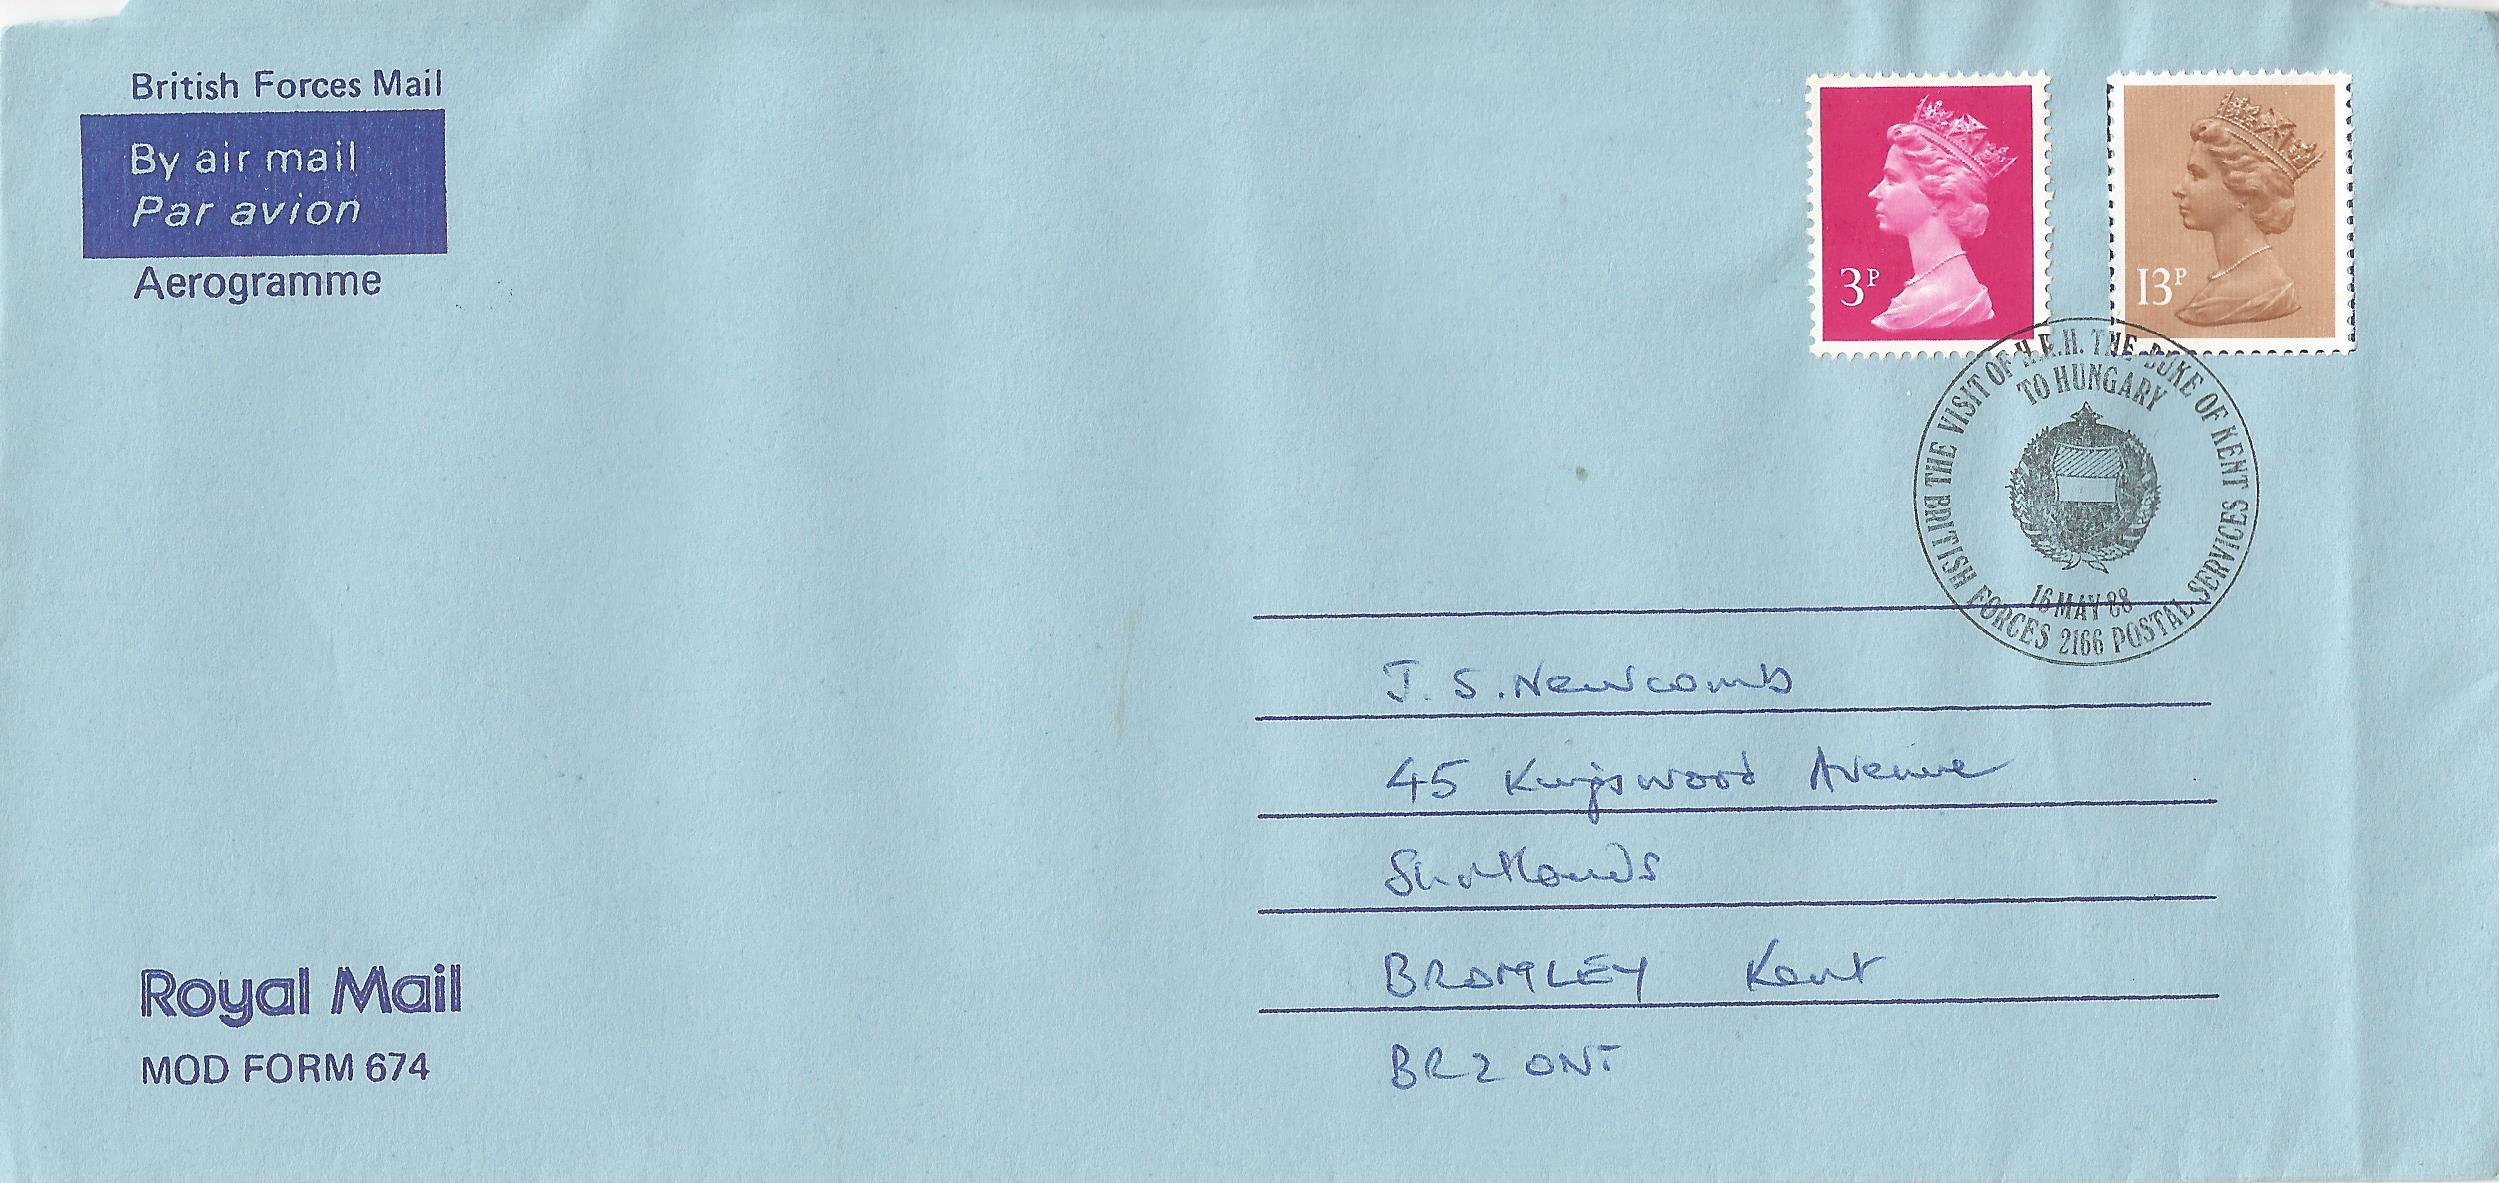 British Forces Mail
By air mail
Par avion
Aerogramme
3P
13P
THE VISIT OF H.R.H. THE DUKE OF KENT
TO HUNGARY
16 MAY 88
BRITISH FORCES 2166 POSTAL SERVICES
J. S. Newcomb
45 Kingswood Avenue
Shortlands
BROMLEY Kent
BR2 0NT
Royal Mail
MOD FORM 674